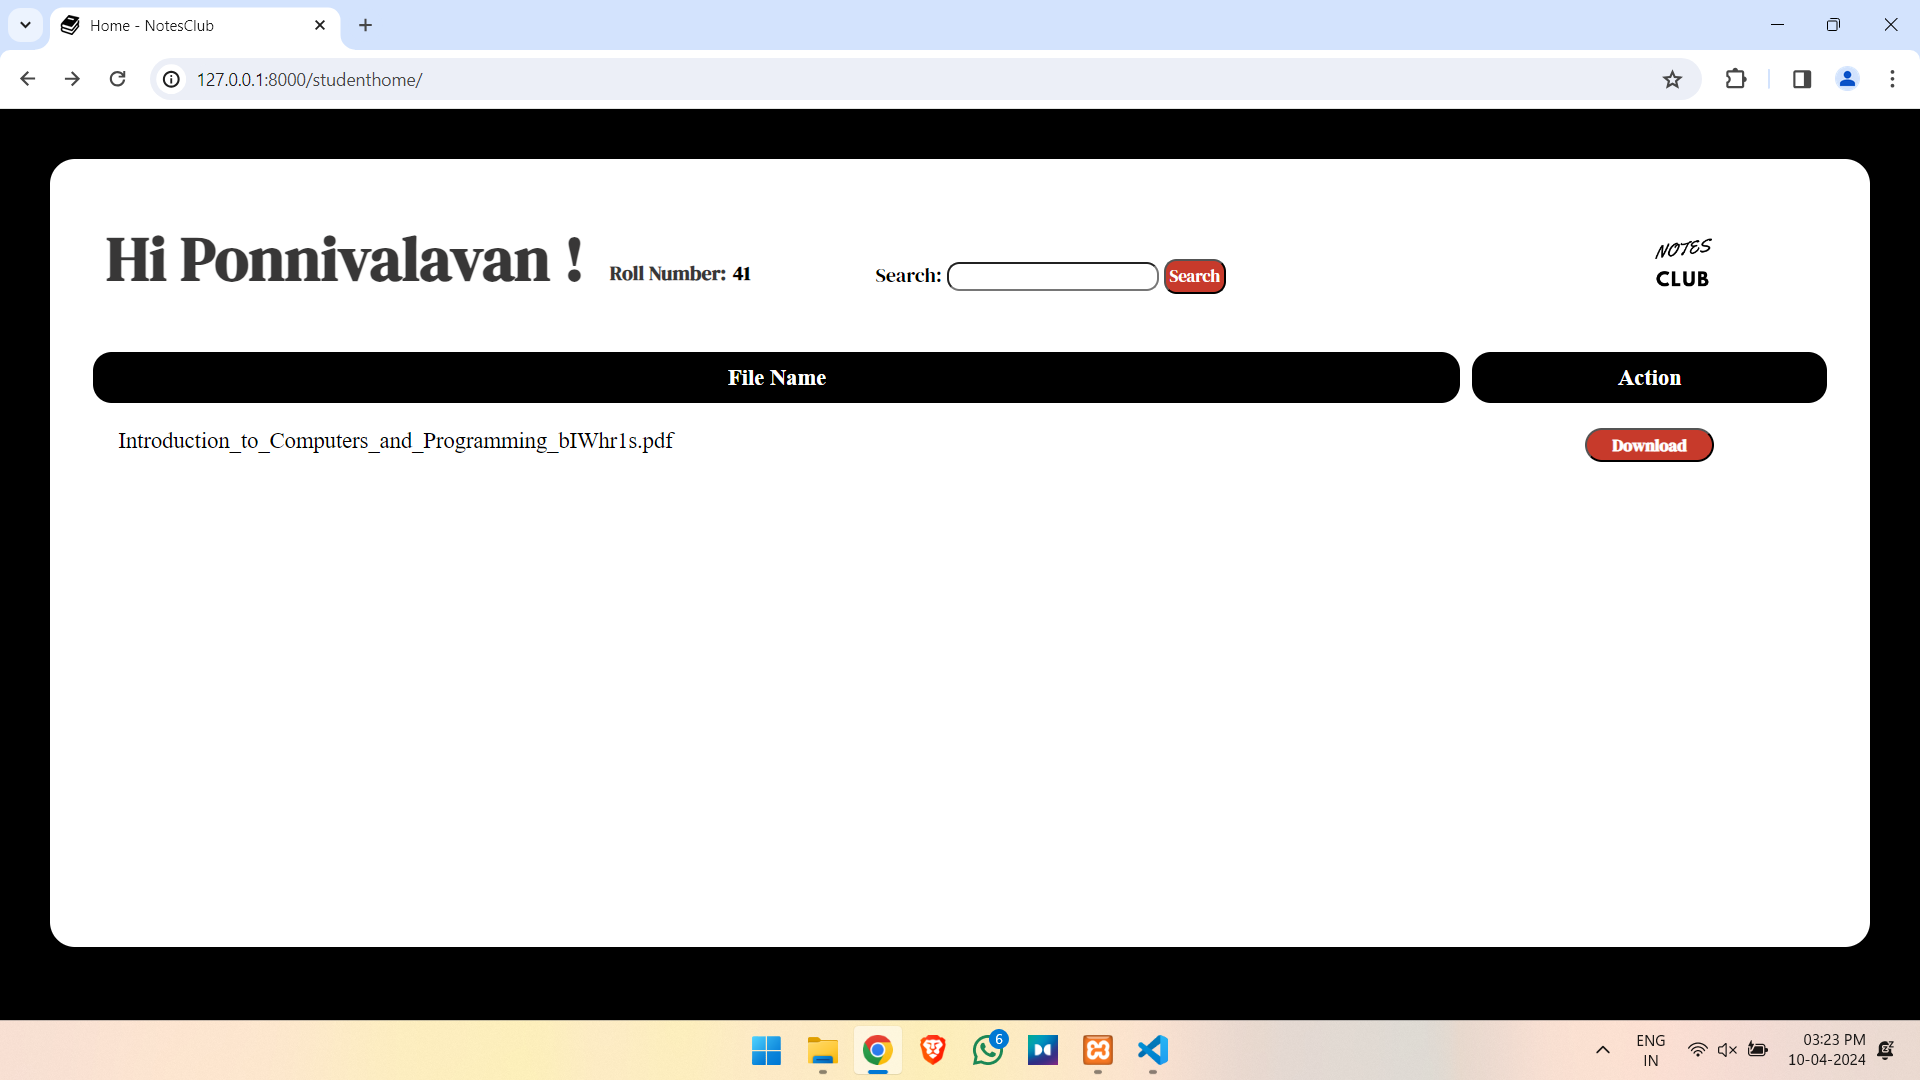 Home - NotesClub
127.0.0.1:8000/studenthome/
Hi Ponnivalavan !
Roll Number: 41
Search:
Search
NOTES
CLUB
File Name
Action
Introduction_to_Computers_and_Programming_bIWhr1s.pdf
Download
6
ENG
IN
03:23 PM
10-04-2024